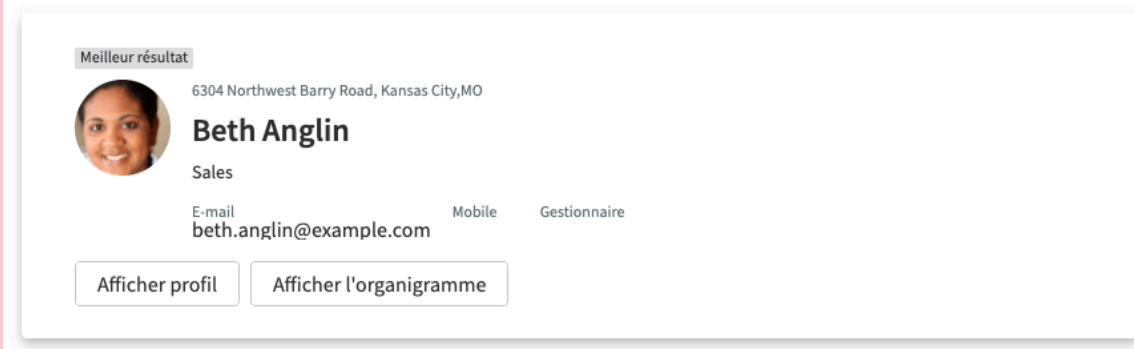 Meilleur résultat
6304 Northwest Barry Road, Kansas City,MO
Beth Anglin
Sales
E-mail Mobile Gestionnaire
beth.anglin@example.com
Afficher profil Afficher l'organigramme